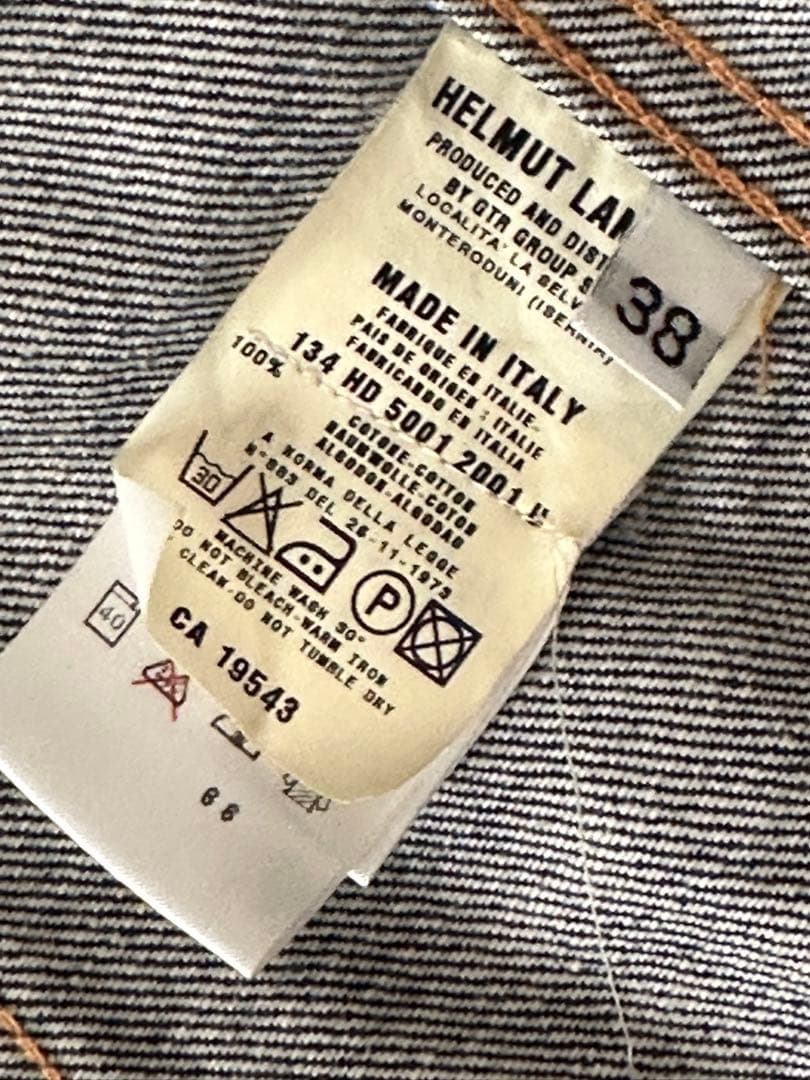 HELMUT LAN
PRODUCED AND DIST
BY GTR GROUP S
LOCALITA' LA SELV
MONTERODUNI (ISERNIA)
38
MADE IN ITALY
FABRIQUE EN ITALIE
PAIS DE ORIGEN : ITALIE
FABRICANDO EN ITALIA
134 HD 5001 2001
100%
COTONE-COTTON
BAUMWOLLE-COTON
ALGODON-ALGODAO
A NORMA DELLA LEGGE
N°883 DEL 26-11-1973
30
P
MACHINE WASH 30°
DO NOT BLEACH-WARM IRON
CLEAN-DO NOT TUMBLE DRY
CA 19543
40
66